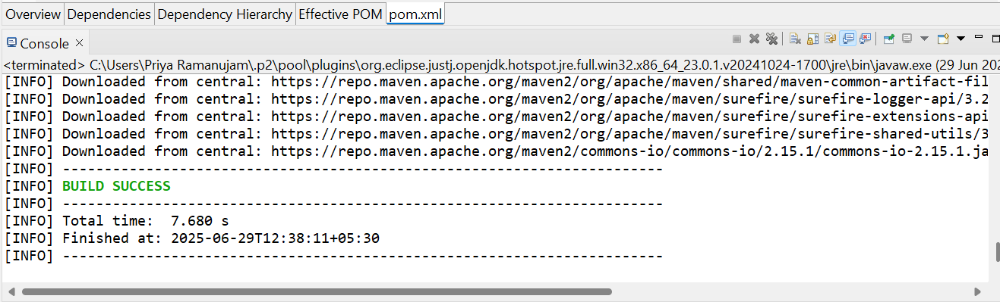 Overview Dependencies Dependency Hierarchy Effective POM pom.xml
Console
<terminated> C:\Users\Priya Ramanujam\.p2\pool\plugins\org.eclipse.justj.openjdk.hotspot.jre.full.win32.x86_64_23.0.1.v20241024-1700\jre\bin\javaw.exe (29 Jun 202
[INFO] Downloaded from central: https://repo.maven.apache.org/maven2/org/apache/maven/shared/maven-common-artifact-fil
[INFO] Downloaded from central: https://repo.maven.apache.org/maven2/org/apache/maven/surefire/surefire-logger-api/3.2
[INFO] Downloaded from central: https://repo.maven.apache.org/maven2/org/apache/maven/surefire/surefire-extensions-api
[INFO] Downloaded from central: https://repo.maven.apache.org/maven2/org/apache/maven/surefire/surefire-shared-utils/3
[INFO] Downloaded from central: https://repo.maven.apache.org/maven2/commons-io/commons-io/2.15.1/commons-io-2.15.1.ja
[INFO] ------------------------------------------------------------------------
[INFO] BUILD SUCCESS
[INFO] ------------------------------------------------------------------------
[INFO] Total time:  7.680 s
[INFO] Finished at: 2025-06-29T12:38:11+05:30
[INFO] ------------------------------------------------------------------------